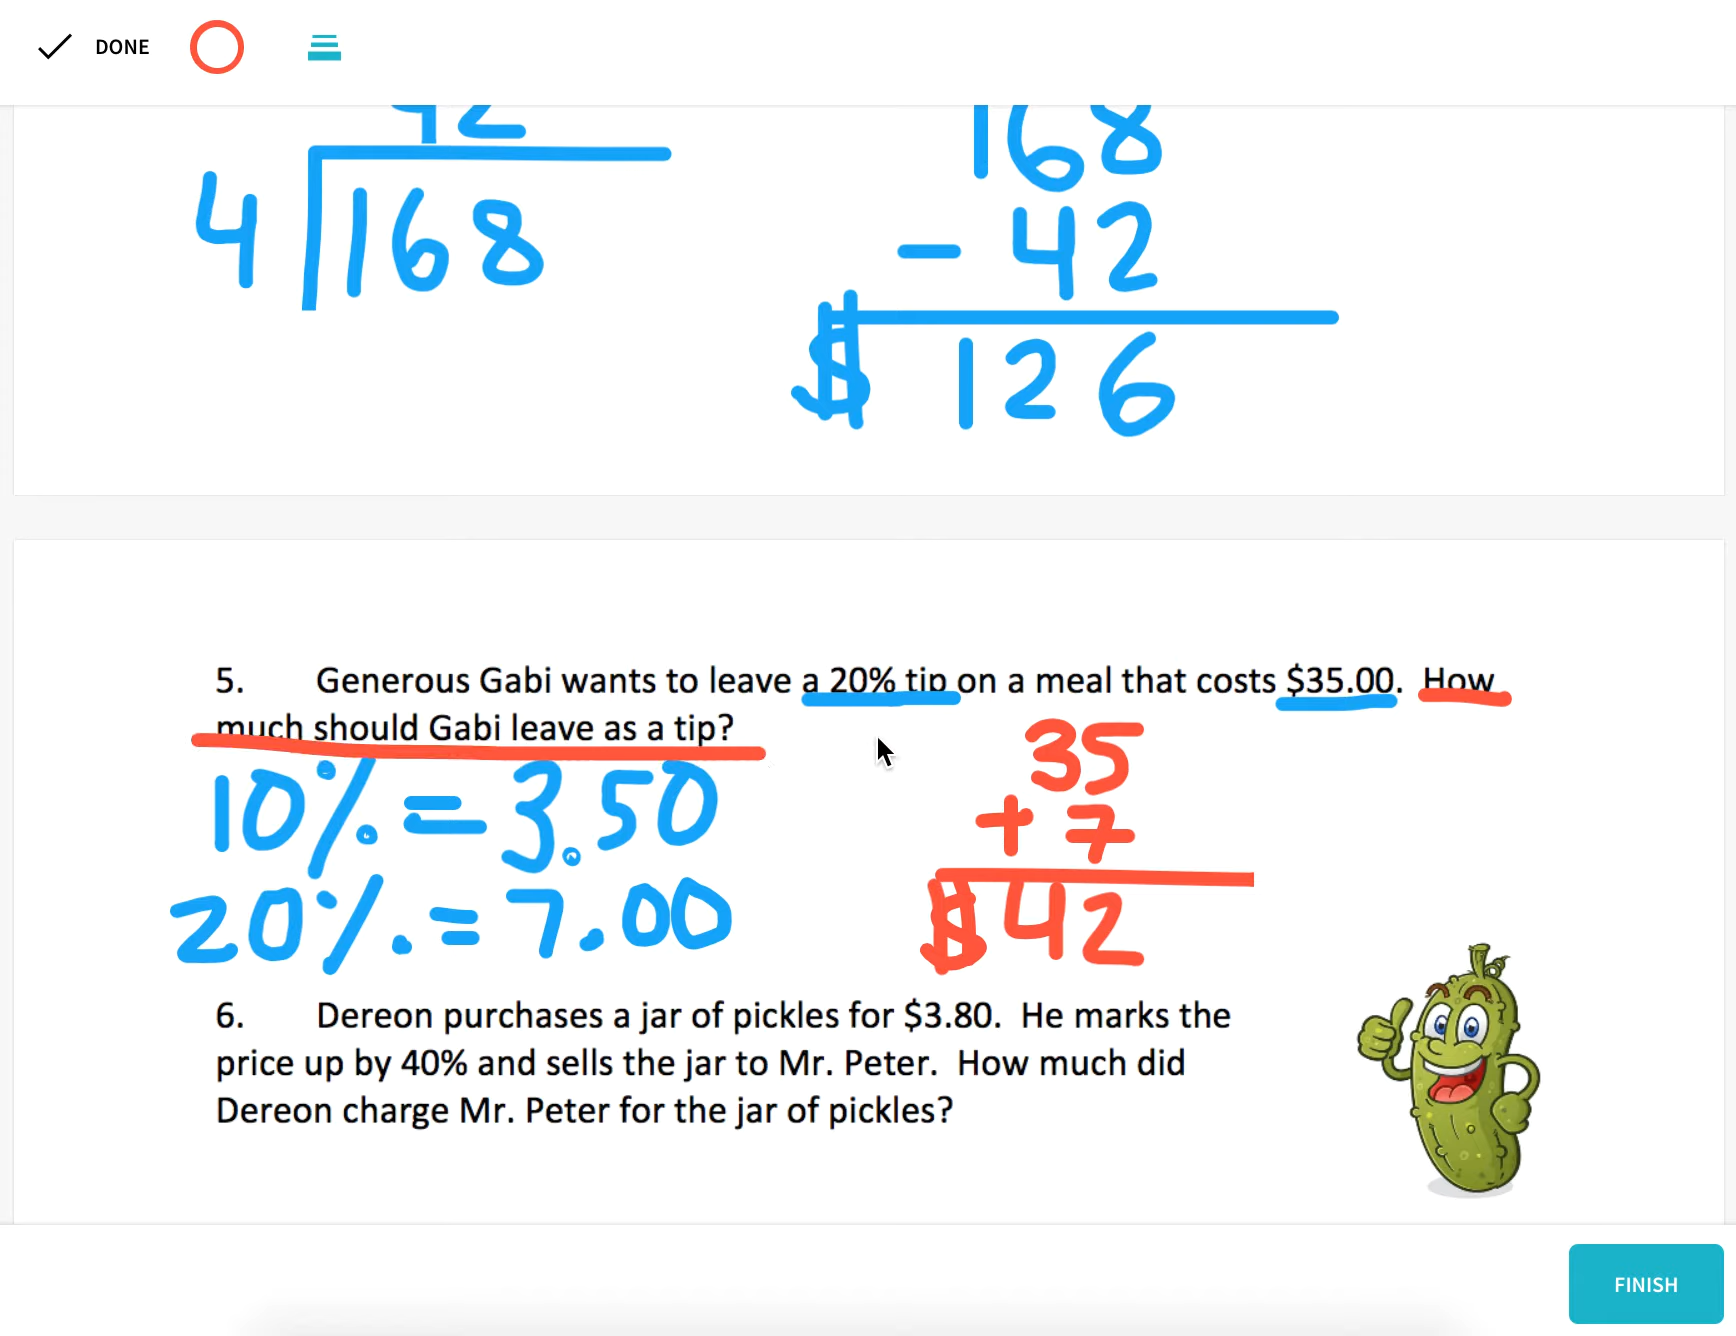 DONE
42
4 168
168
- 42
$ 126
5. Generous Gabi wants to leave a 20% tip on a meal that costs $35.00. How
much should Gabi leave as a tip?
10% = 3.50
20% = 7.00
35
+ 7
$42
6. Dereon purchases a jar of pickles for $3.80. He marks the
price up by 40% and sells the jar to Mr. Peter. How much did
Dereon charge Mr. Peter for the jar of pickles?
FINISH